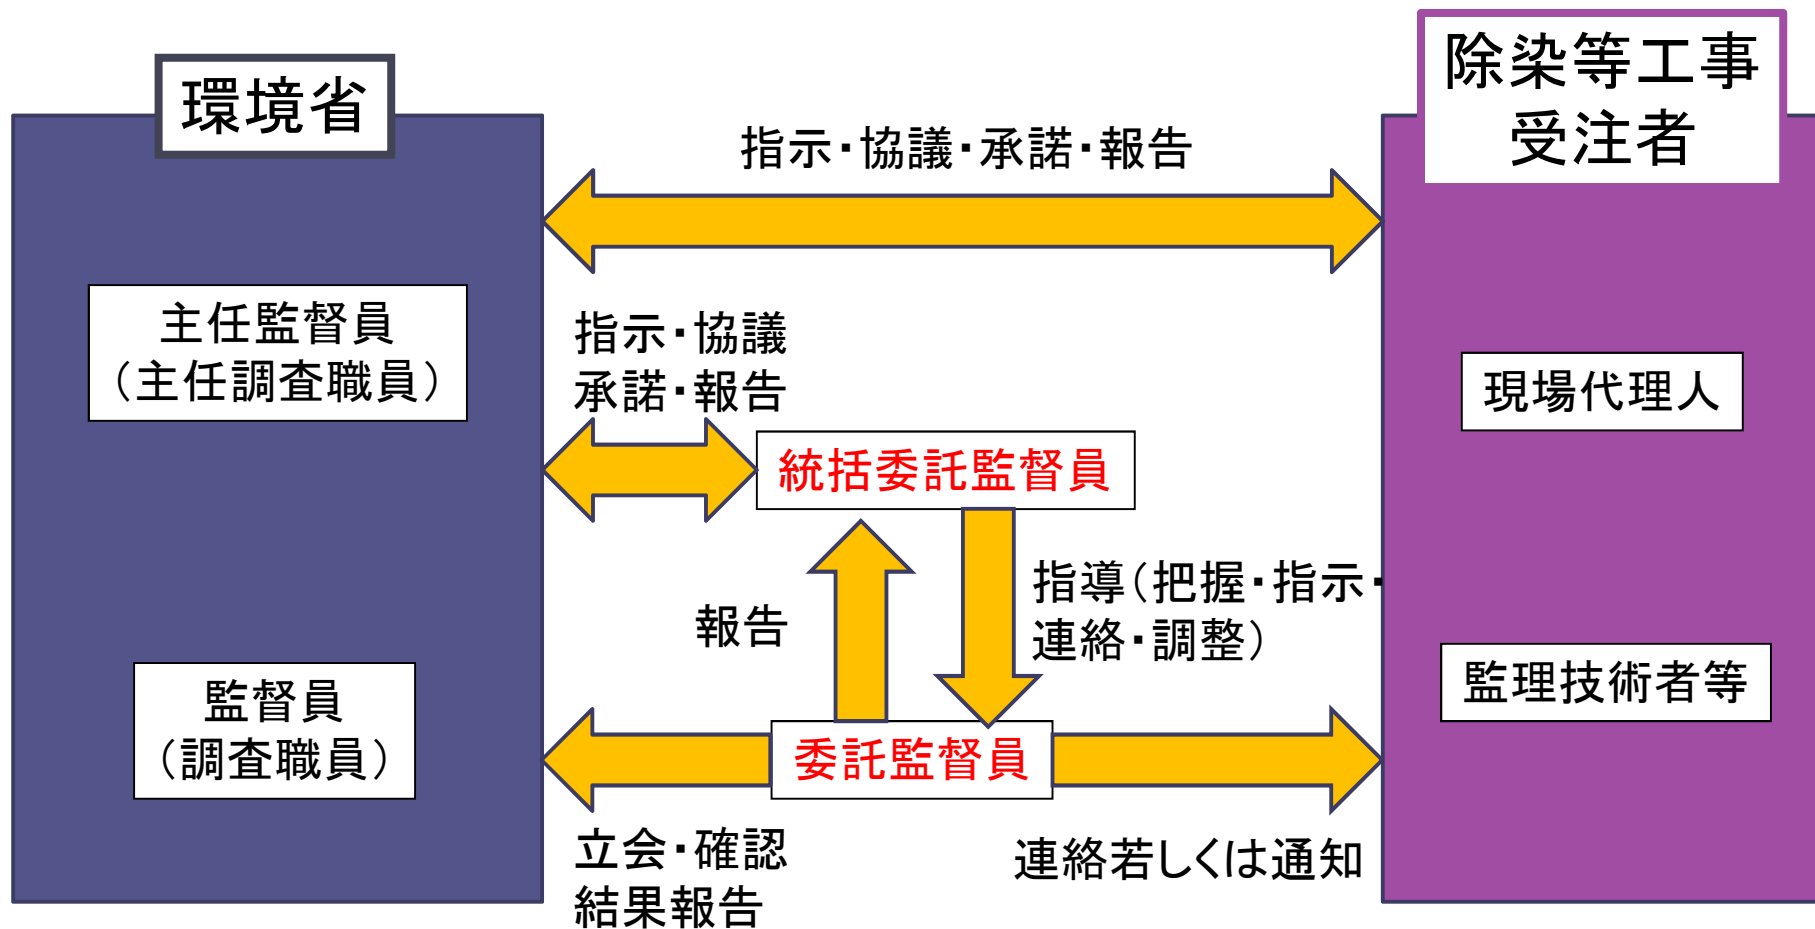 環境省
除染等工事
受注者
指示・協議・承諾・報告
主任監督員
（主任調査職員）
指示・協議
承諾・報告
現場代理人
統括委託監督員
報告
指導（把握・指示・
連絡・調整）
監督員
（調査職員）
委託監督員
監理技術者等
立会・確認
結果報告
連絡若しくは通知